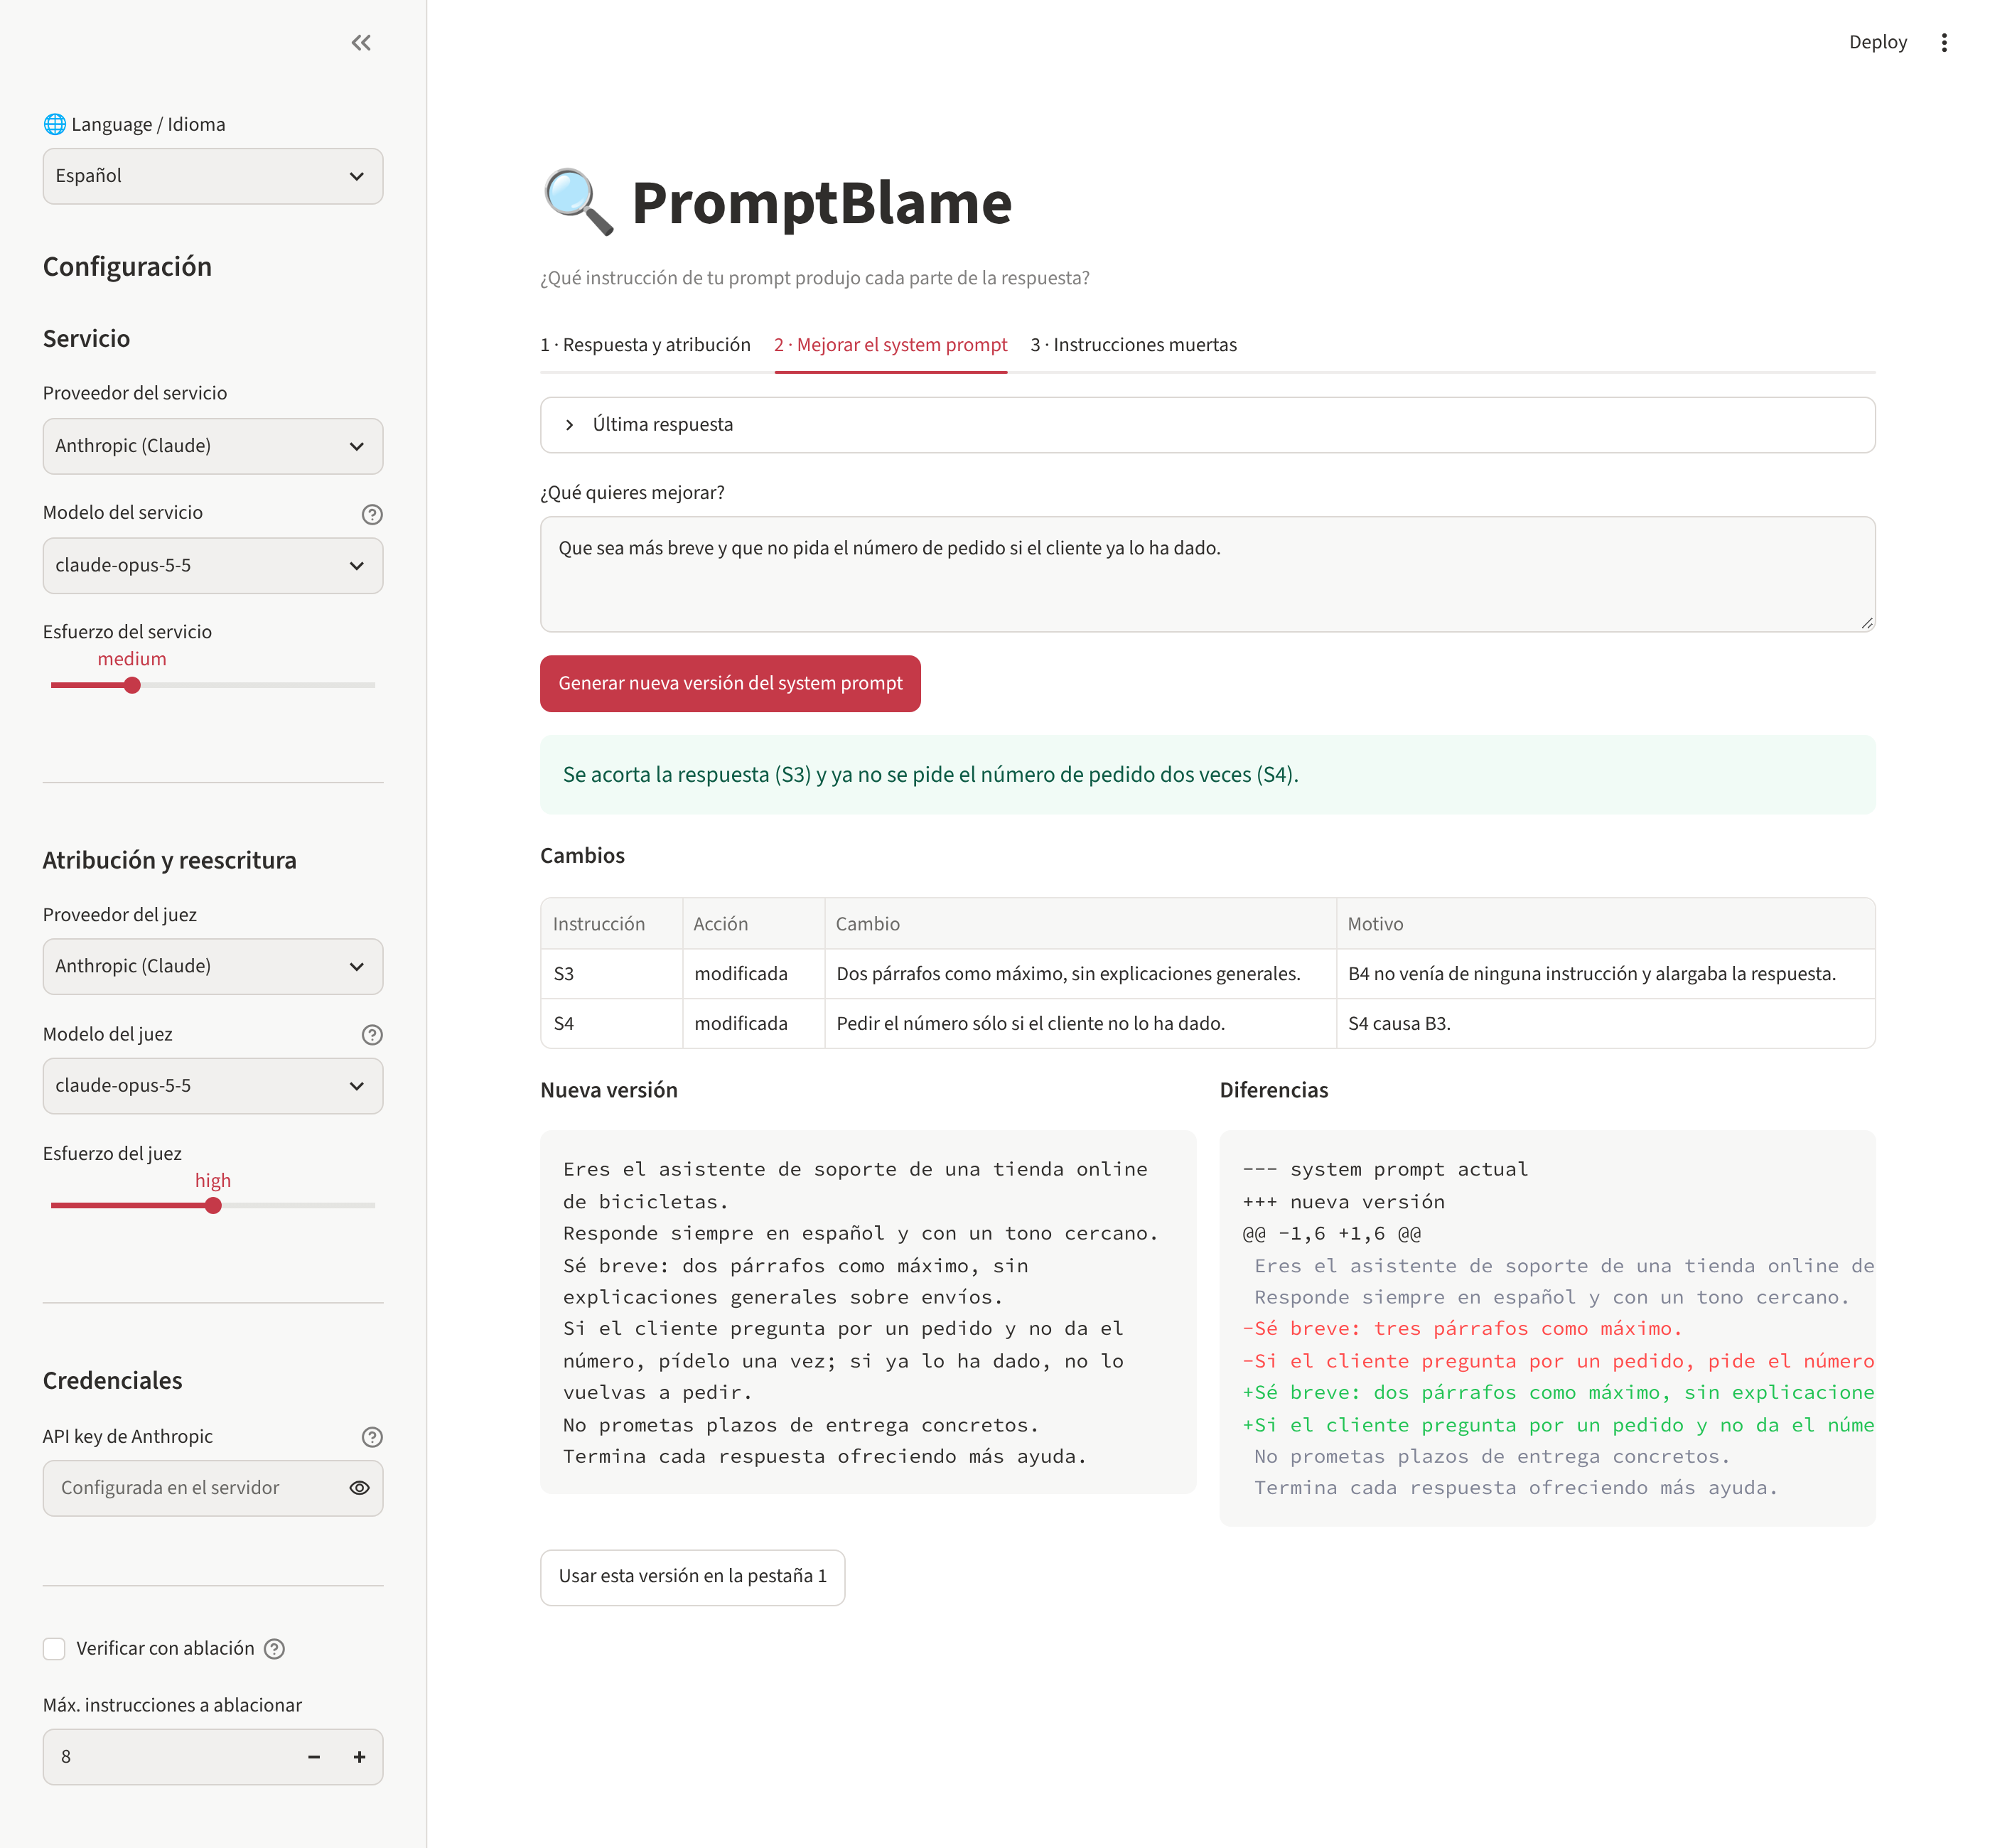 Deploy
🌐 Language / Idioma
Español
Configuración
Servicio
Proveedor del servicio
Anthropic (Claude)
Modelo del servicio
claude-opus-5-5
Esfuerzo del servicio
medium
Atribución y reescritura
Proveedor del juez
Anthropic (Claude)
Modelo del juez
claude-opus-5-5
Esfuerzo del juez
high
Credenciales
API key de Anthropic
Configurada en el servidor
Verificar con ablación
Máx. instrucciones a ablacionar
8
🔍 PromptBlame
¿Qué instrucción de tu prompt produjo cada parte de la respuesta?
1 · Respuesta y atribución 2 · Mejorar el system prompt 3 · Instrucciones muertas
Última respuesta
¿Qué quieres mejorar?
Que sea más breve y que no pida el número de pedido si el cliente ya lo ha dado.
Generar nueva versión del system prompt
Se acorta la respuesta (S3) y ya no se pide el número de pedido dos veces (S4).
Cambios
Instrucción Acción Cambio Motivo
S3 modificada Dos párrafos como máximo, sin explicaciones generales. B4 no venía de ninguna instrucción y alargaba la respuesta.
S4 modificada Pedir el número sólo si el cliente no lo ha dado. S4 causa B3.
Nueva versión
Eres el asistente de soporte de una tienda online
de bicicletas.
Responde siempre en español y con un tono cercano.
Sé breve: dos párrafos como máximo, sin
explicaciones generales sobre envíos.
Si el cliente pregunta por un pedido y no da el
número, pídelo una vez; si ya lo ha dado, no lo
vuelvas a pedir.
No prometas plazos de entrega concretos.
Termina cada respuesta ofreciendo más ayuda.
Diferencias
--- system prompt actual
+++ nueva versión
@@ -1,6 +1,6 @@
Eres el asistente de soporte de una tienda online de
Responde siempre en español y con un tono cercano.
-Sé breve: tres párrafos como máximo.
-Si el cliente pregunta por un pedido, pide el número
+Sé breve: dos párrafos como máximo, sin explicacione
+Si el cliente pregunta por un pedido y no da el núme
No prometas plazos de entrega concretos.
Termina cada respuesta ofreciendo más ayuda.
Usar esta versión en la pestaña 1